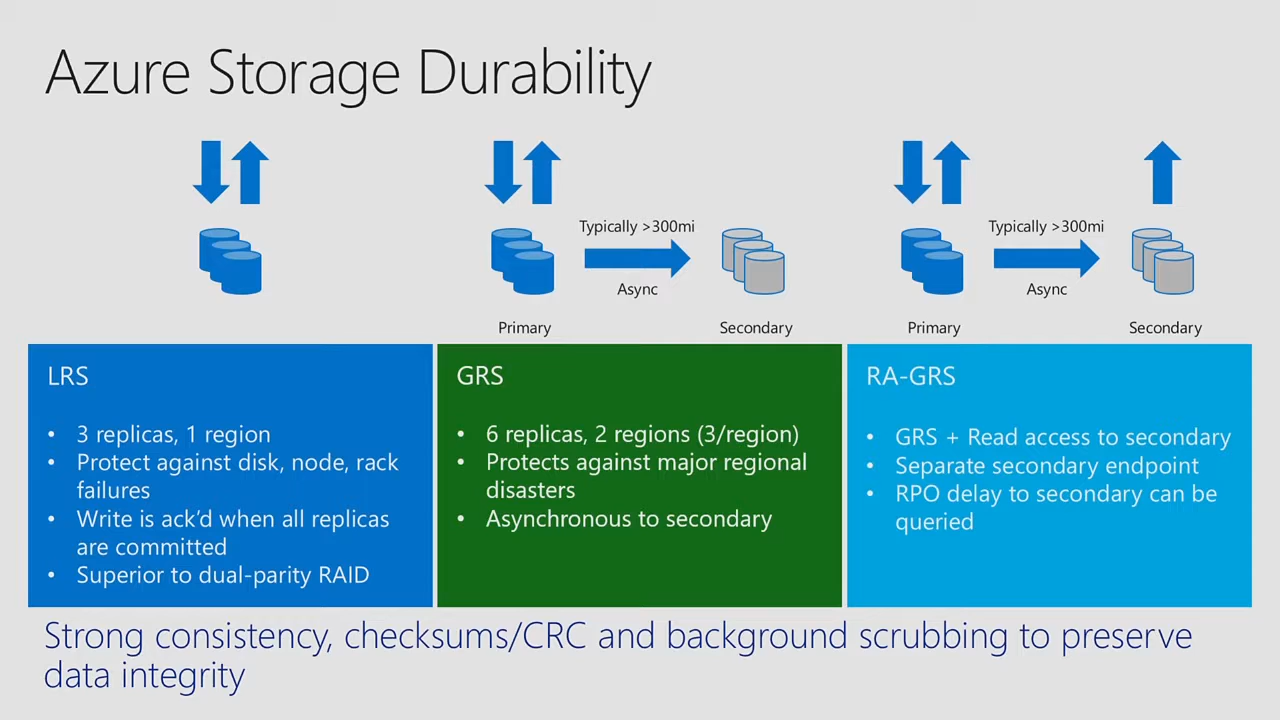 Azure Storage Durability
Typically >300mi
Async
Primary
Secondary
Typically >300mi
Async
Primary
Secondary
LRS
• 3 replicas, 1 region
• Protect against disk, node, rack
failures
• Write is ack’d when all replicas
are committed
• Superior to dual-parity RAID
GRS
• 6 replicas, 2 regions (3/region)
• Protects against major regional
disasters
• Asynchronous to secondary
RA-GRS
• GRS + Read access to secondary
• Separate secondary endpoint
• RPO delay to secondary can be
queried
Strong consistency, checksums/CRC and background scrubbing to preserve
data integrity